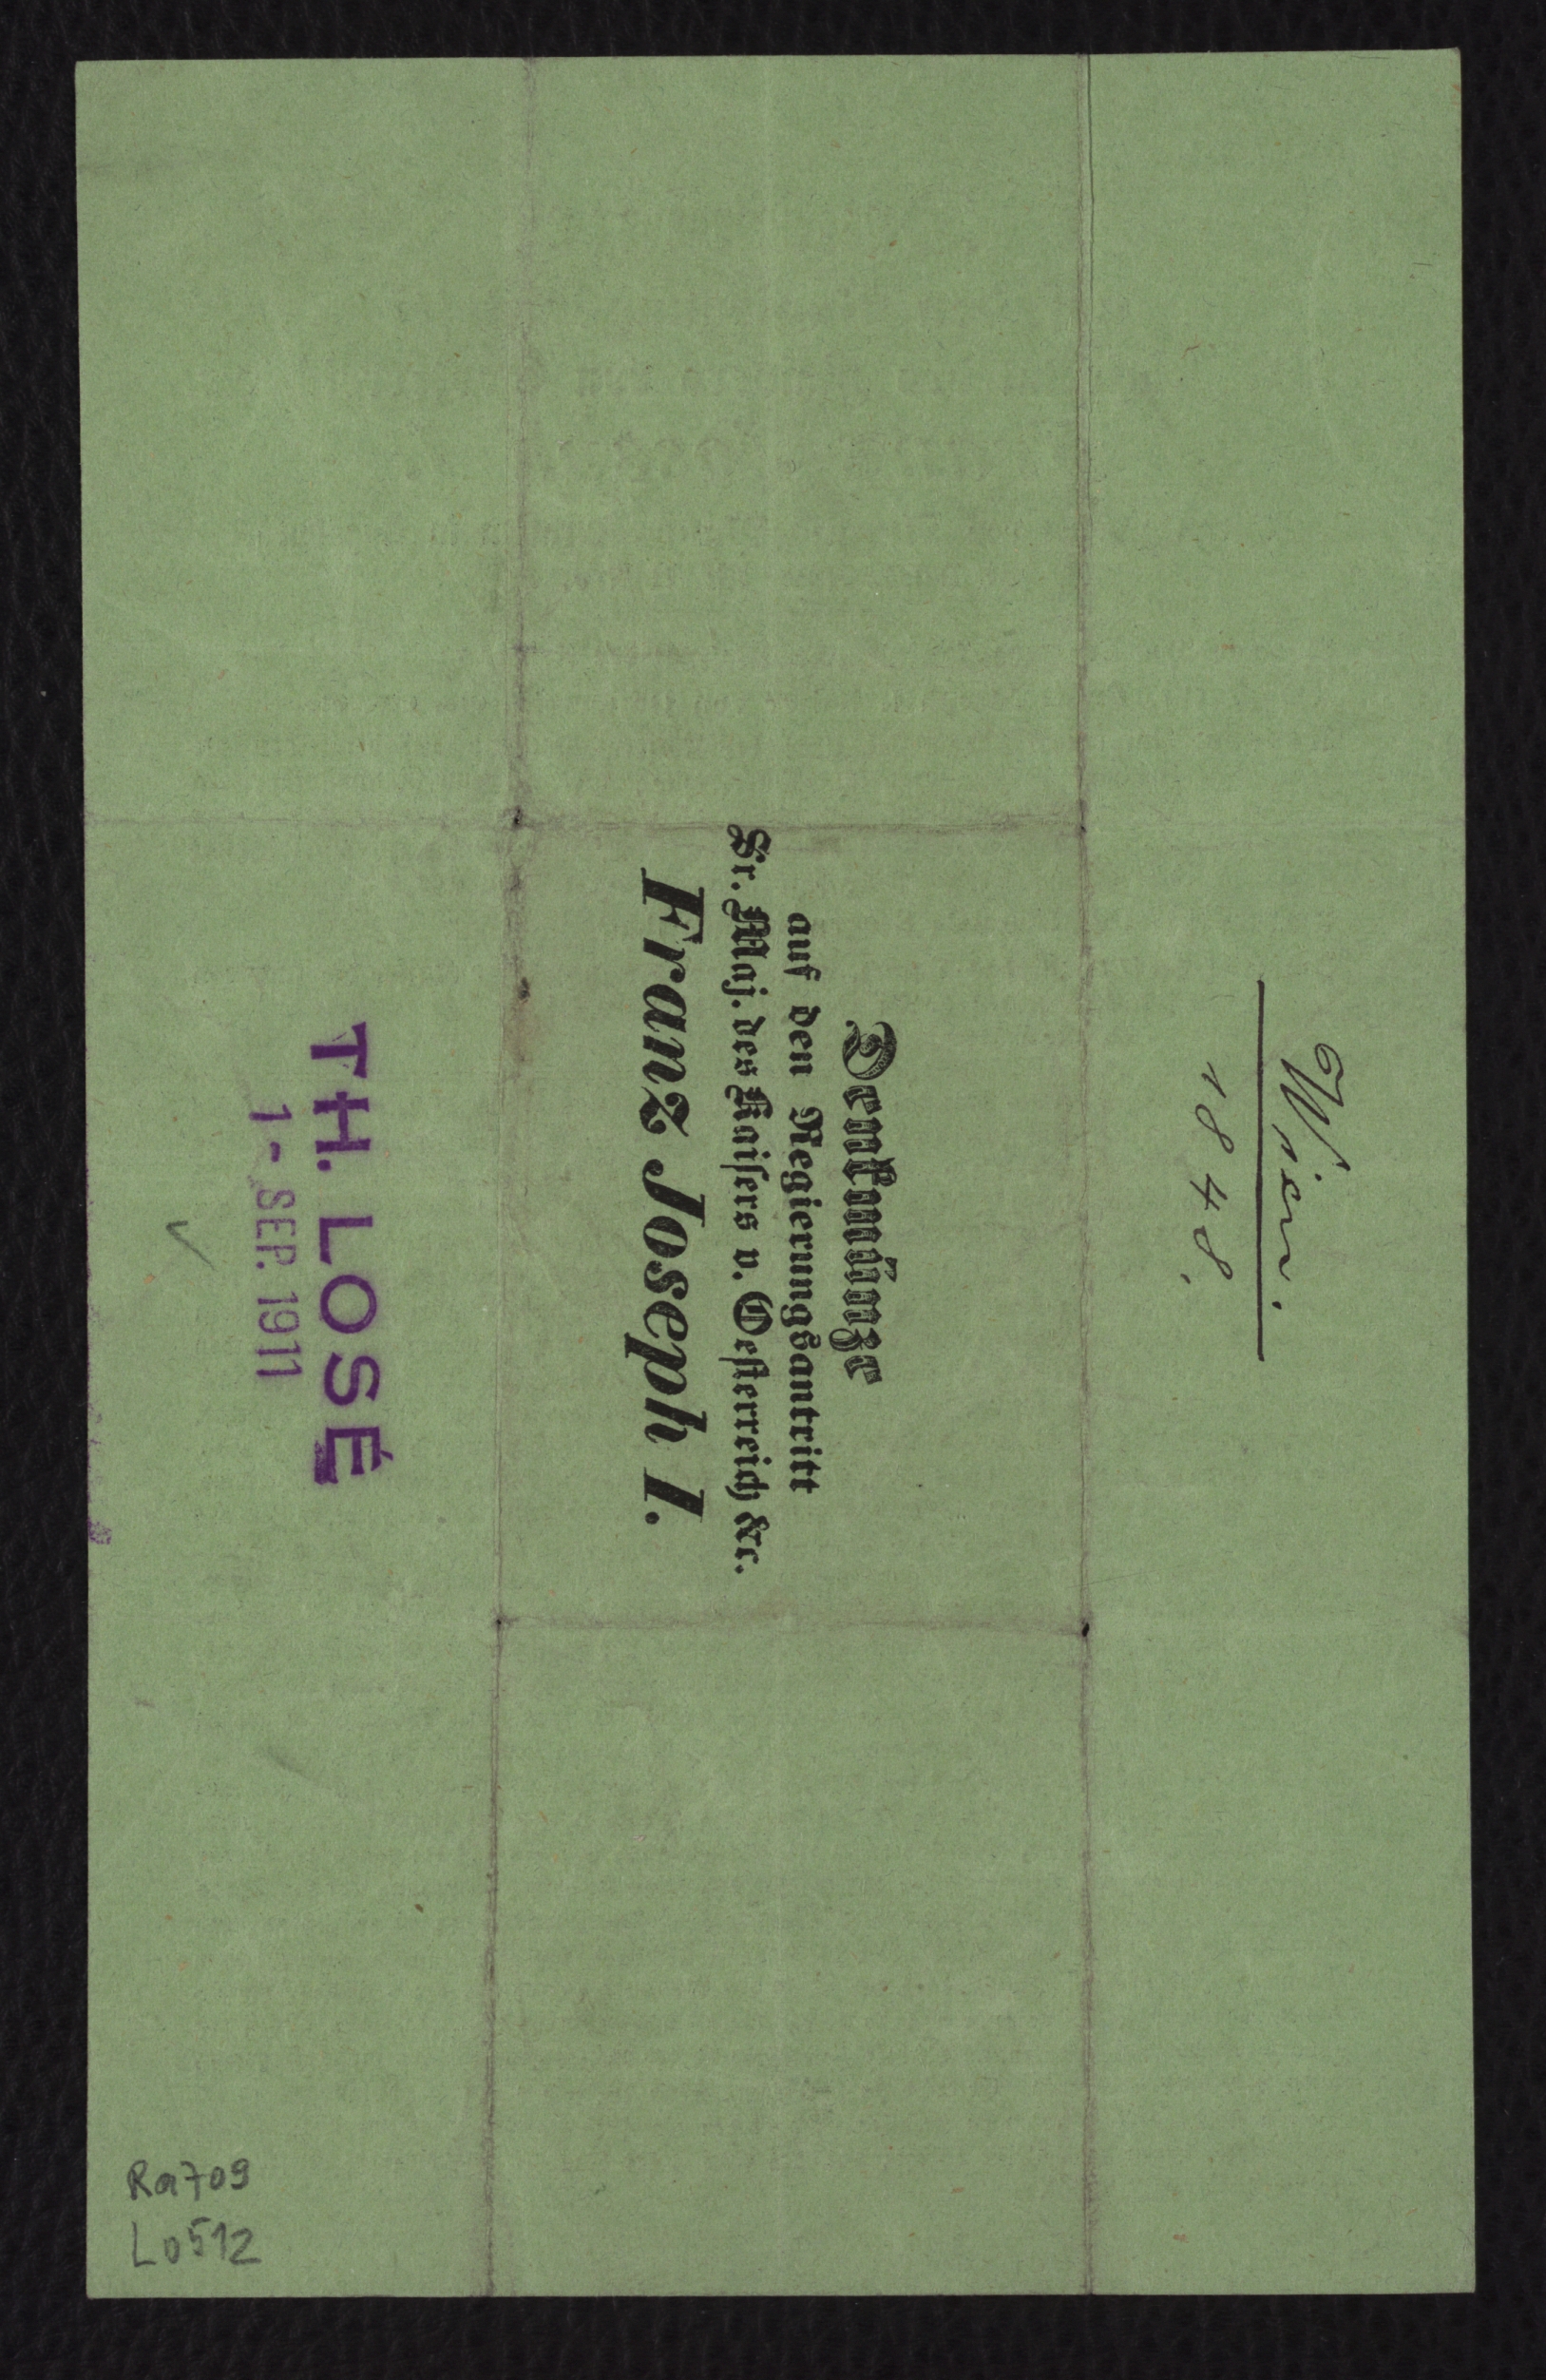 Wien.
1848.
Denkmünze
auf den Regierungsantritt
Sr. Maj. des Kaisers v. Oesterreich &c.
Franz Joseph I.
TH. LOSÉ
1 - SEP. 1911
Ra709
Lo512